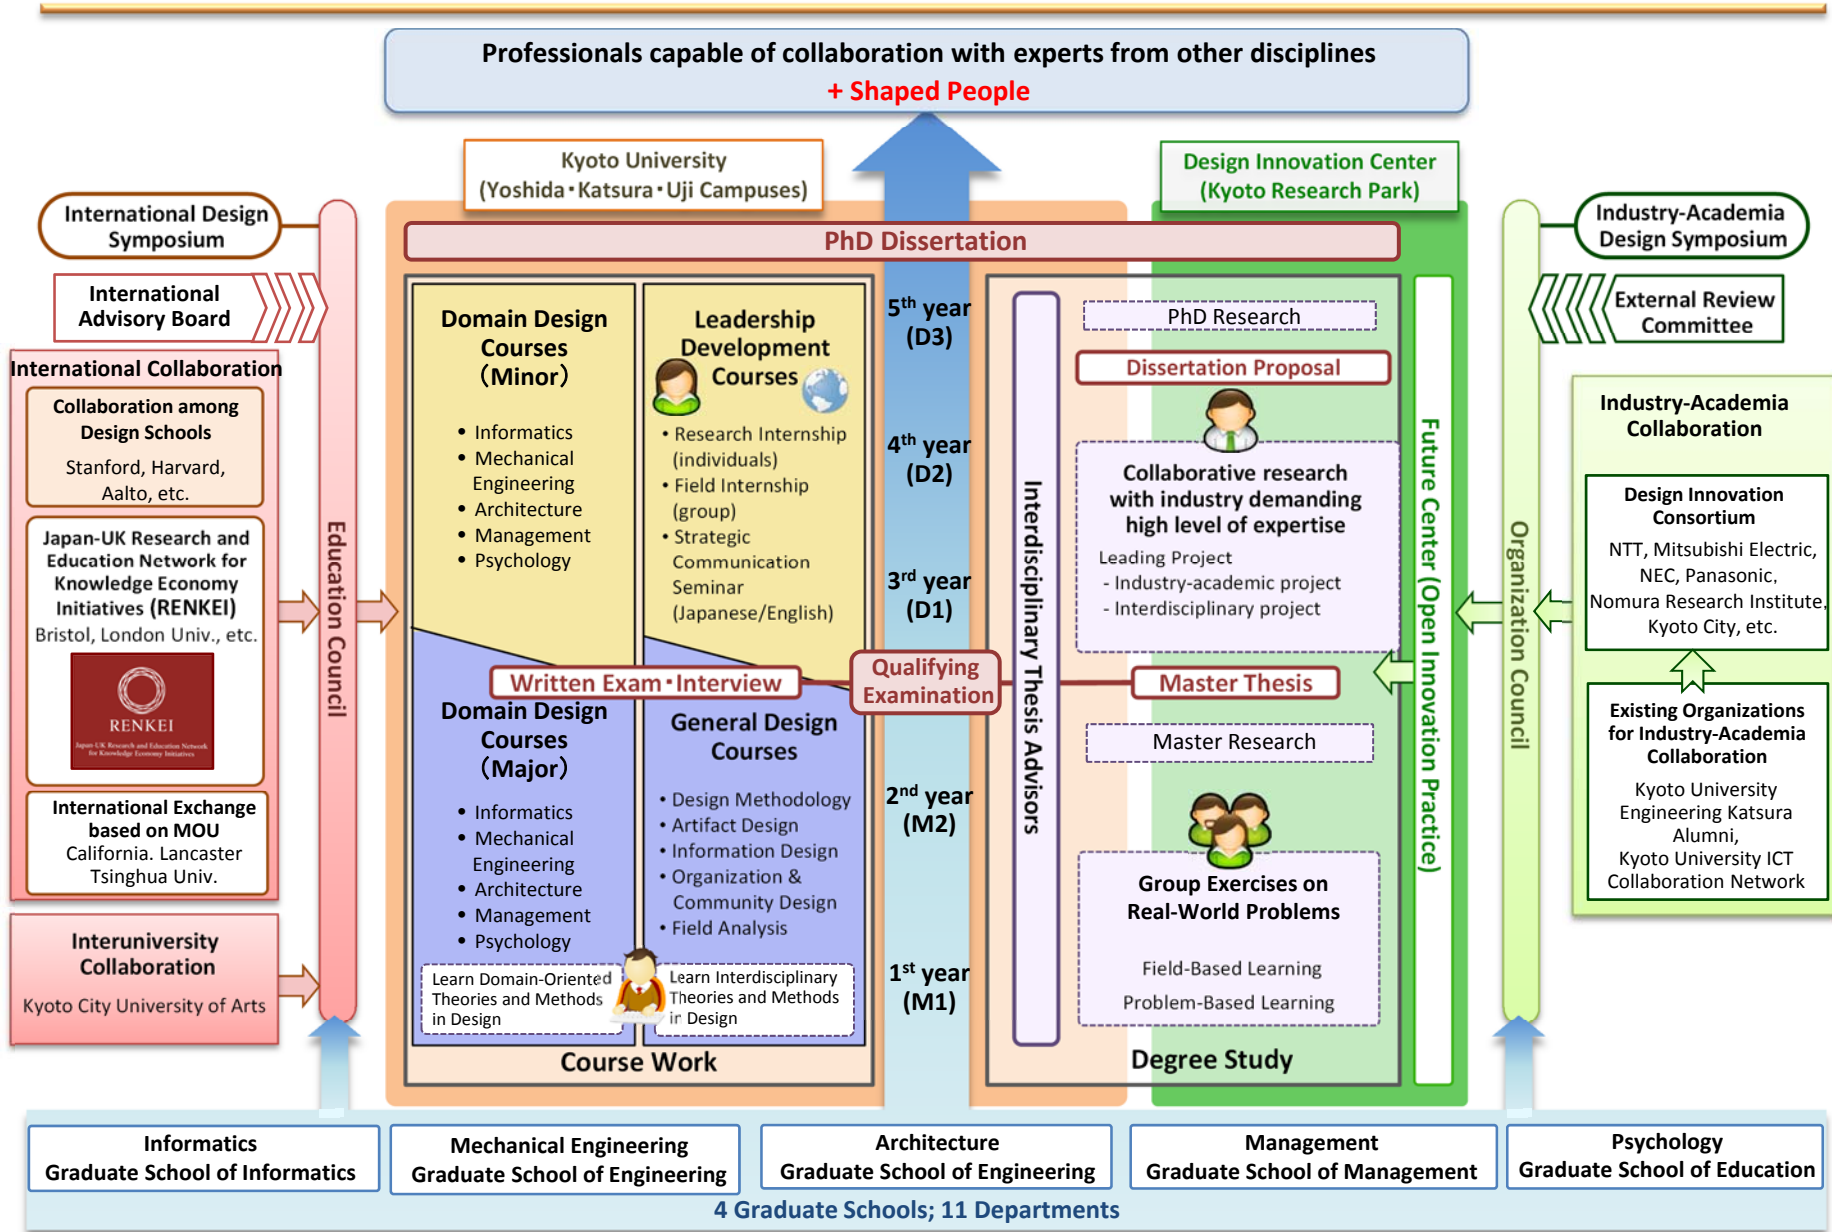 Professionals capable of collaboration with experts from other disciplines
+ Shaped People
Kyoto University
(Yoshida・Katsura・Uji Campuses)
Design Innovation Center
(Kyoto Research Park)
International Design
Symposium
International
Advisory Board
International Collaboration
Collaboration among
Design Schools
Stanford, Harvard,
Aalto, etc.
Japan-UK Research and
Education Network for
Knowledge Economy
Initiatives (RENKEI)
Bristol, London Univ., etc.
RENKEI
Japan-UK Research and Education Network
for Knowledge Economy Initiatives
International Exchange
based on MOU
California. Lancaster
Tsinghua Univ.
Interuniversity
Collaboration
Kyoto City University of Arts
Education Council
PhD Dissertation
Domain Design
Courses
(Minor)
• Informatics
• Mechanical
Engineering
• Architecture
• Management
• Psychology
Leadership
Development
Courses
• Research Internship
(individuals)
• Field Internship
(group)
• Strategic
Communication
Seminar
(Japanese/English)
Written Exam・Interview
Qualifying
Examination
Domain Design
Courses
(Major)
• Informatics
• Mechanical
Engineering
• Architecture
• Management
• Psychology
Learn Domain-Oriented
Theories and Methods
in Design
General Design
Courses
• Design Methodology
• Artifact Design
• Information Design
• Organization &
Community Design
• Field Analysis
Learn Interdisciplinary
Theories and Methods
in Design
Course Work
5th year
(D3)
4th year
(D2)
3rd year
(D1)
2nd year
(M2)
1st year
(M1)
Interdisciplinary Thesis Advisors
PhD Research
Dissertation Proposal
Collaborative research
with industry demanding
high level of expertise
Leading Project
- Industry-academic project
- Interdisciplinary project
Master Thesis
Master Research
Group Exercises on
Real-World Problems
Field-Based Learning
Problem-Based Learning
Degree Study
Future Center (Open Innovation Practice)
Organization Council
Industry-Academia
Design Symposium
External Review
Committee
Industry-Academia
Collaboration
Design Innovation
Consortium
NTT, Mitsubishi Electric,
NEC, Panasonic,
Nomura Research Institute,
Kyoto City, etc.
Existing Organizations
for Industry-Academia
Collaboration
Kyoto University
Engineering Katsura
Alumni,
Kyoto University ICT
Collaboration Network
Informatics
Graduate School of Informatics
Mechanical Engineering
Graduate School of Engineering
Architecture
Graduate School of Engineering
Management
Graduate School of Management
Psychology
Graduate School of Education
4 Graduate Schools; 11 Departments